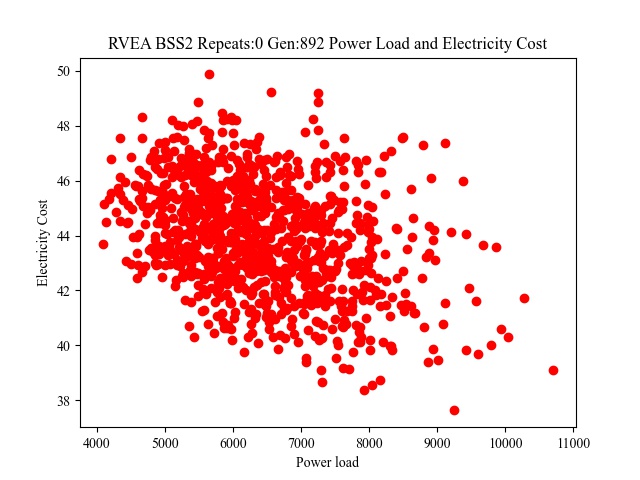 RVEA BSS2 Repeats:0 Gen:892 Power Load and Electricity Cost
50
48
46
44
42
40
38
Electricity Cost
4000 5000 6000 7000 8000 9000 10000 11000
Power load